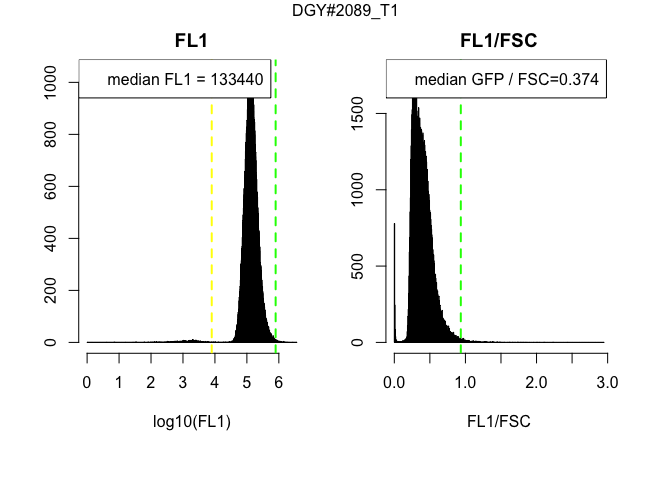 DGY#2089_T1
FL1
median FL1 = 133440
0
200
400
600
800
1000
0 1 2 3 4 5 6
log10(FL1)
FL1/FSC
median GFP / FSC=0.374
0
500
1000
1500
0.0 1.0 2.0 3.0
FL1/FSC